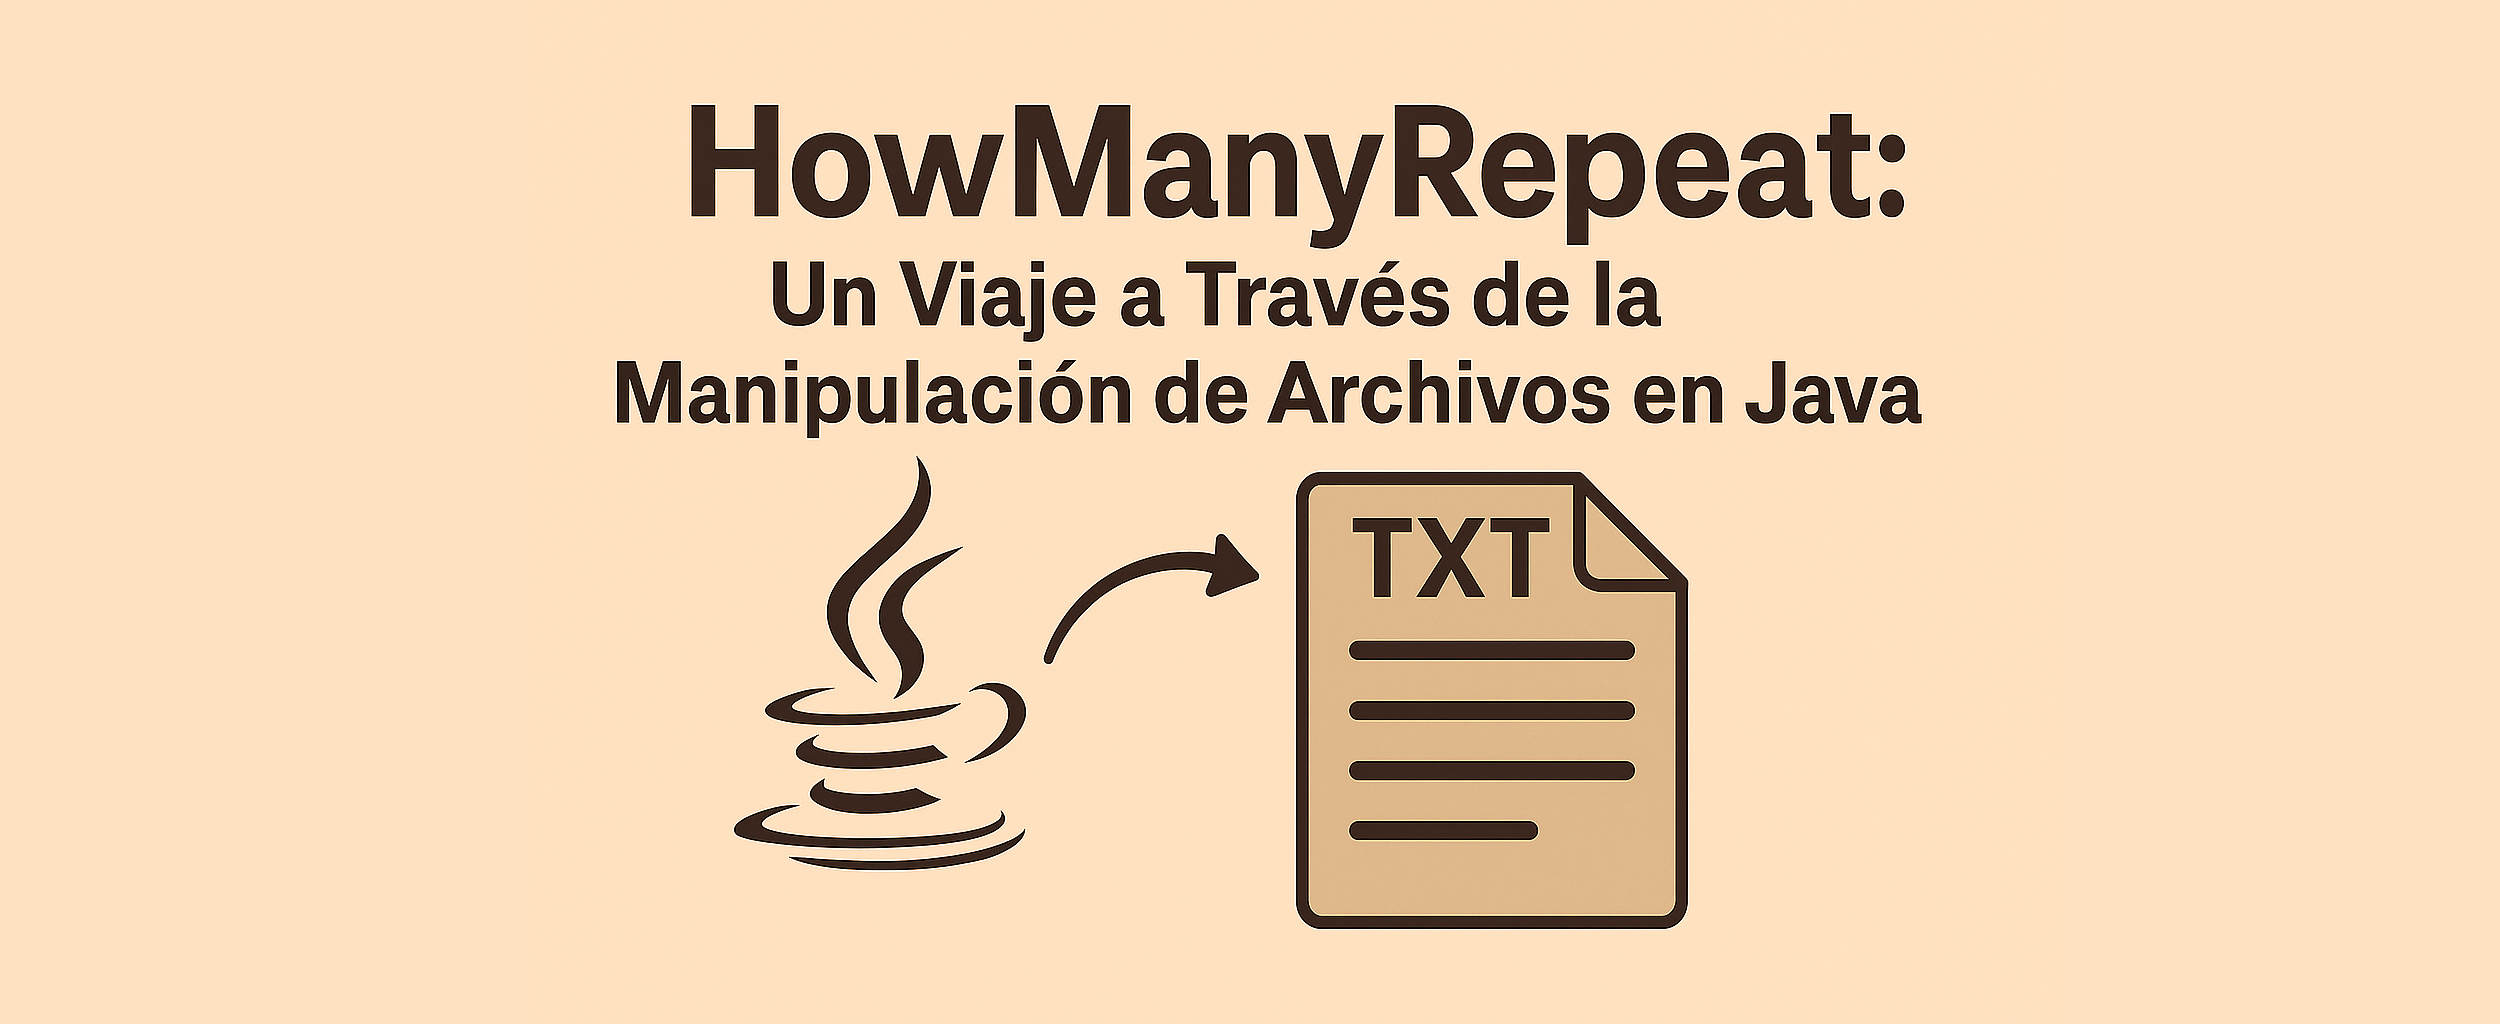 HowManyRepeat:
Un Viaje a Través de la
Manipulación de Archivos en Java
TXT